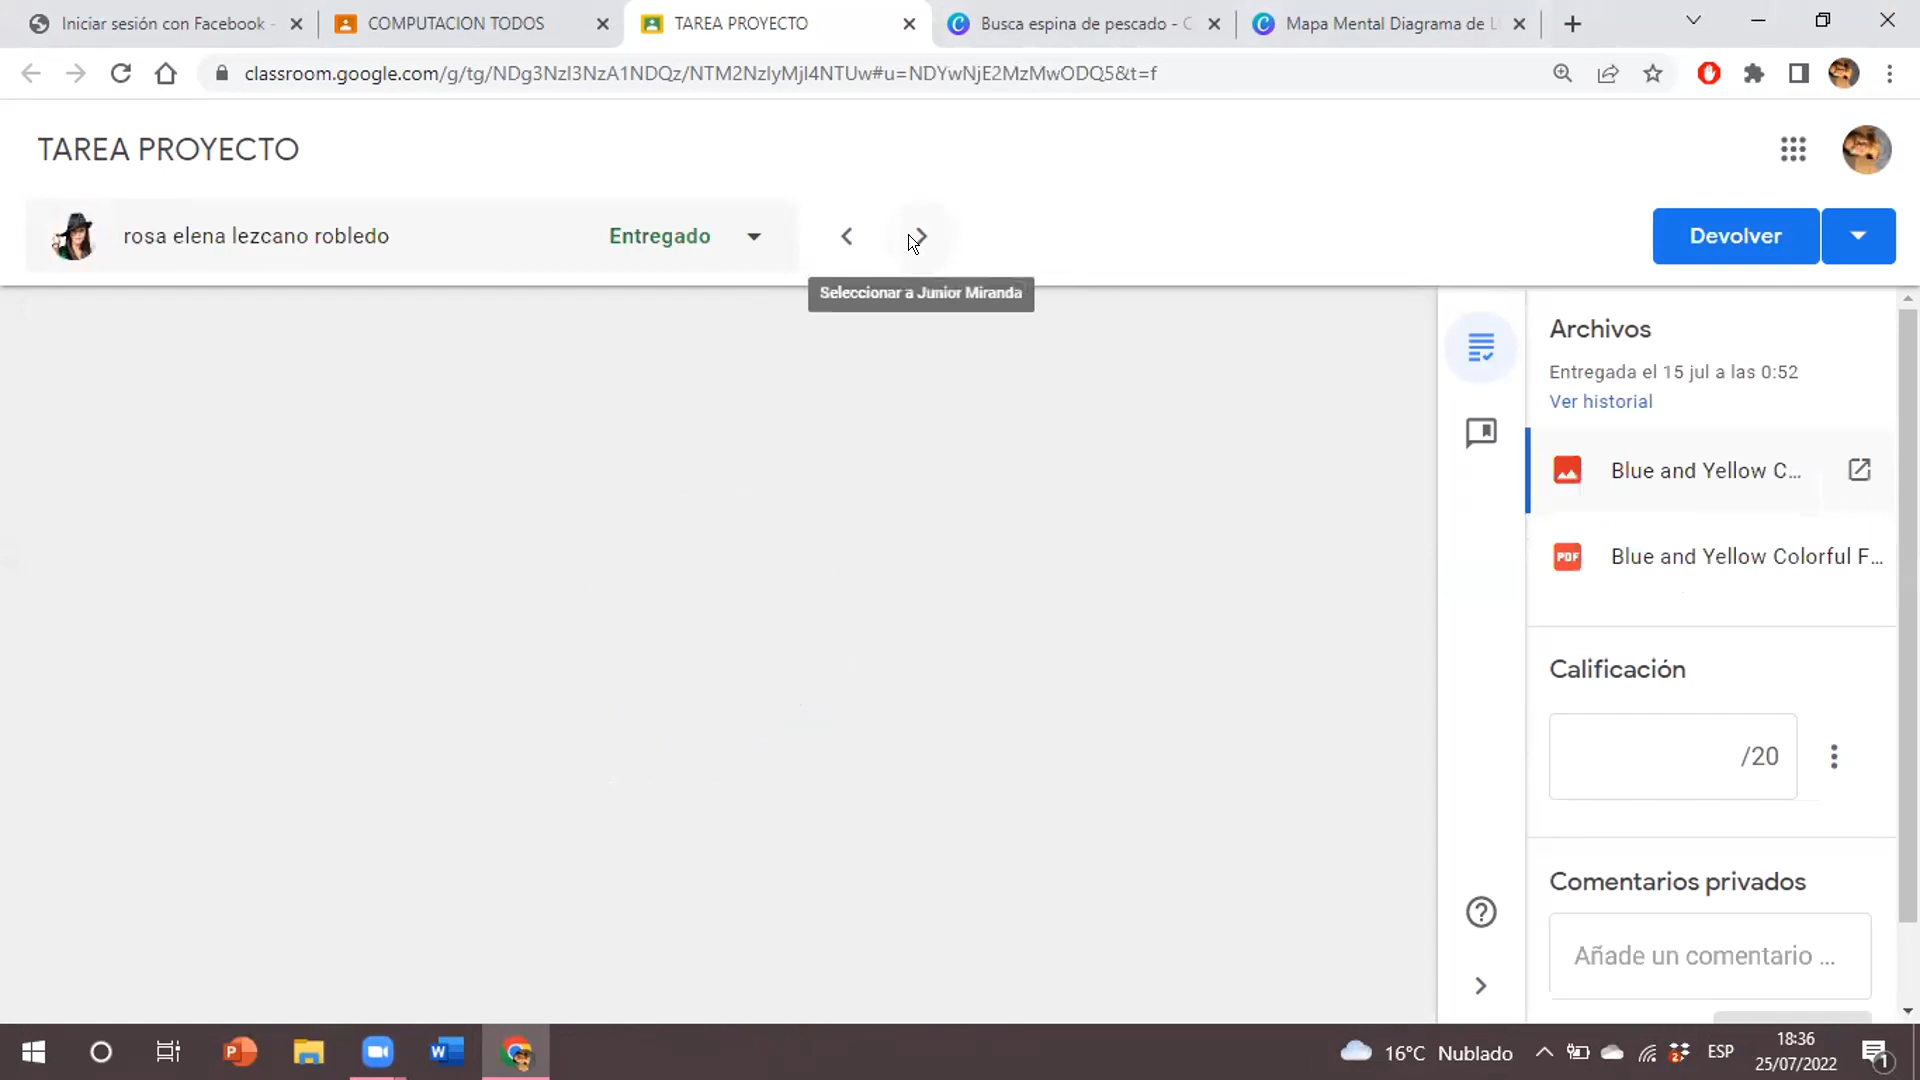 Iniciar sesión con Facebook -
COMPUTACION TODOS
TAREA PROYECTO
Busca espina de pescado - C
Mapa Mental Diagrama de L
classroom.google.com/g/tg/NDg3NzI3NzA1NDQz/NTM2NzIyMjI4NTUw#u=NDYwNjE2MzMwODQ5&t=f
TAREA PROYECTO
rosa elena lezcano robledo
Entregado
Devolver
Seleccionar a Junior Miranda
Archivos
Entregada el 15 jul a las 0:52
Ver historial
Blue and Yellow C...
PDF
Blue and Yellow Colorful F...
Calificación
/20
Comentarios privados
Añade un comentario ...
16°C Nublado
ESP
18:36
25/07/2022
1